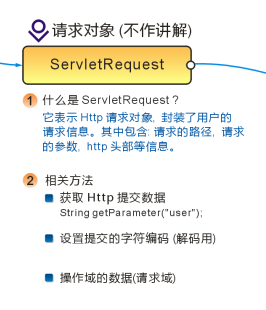 请求对象 (不作讲解)
ServletRequest
1 什么是 ServletRequest ?
它表示 Http 请求对象, 封装了用户的
请求信息。其中包含: 请求的路径, 请求
的参数, http 头部等信息。
2 相关方法
获取 Http 提交数据
String getParameter("user");
设置提交的字符编码 (解码用)
操作域的数据(请求域)